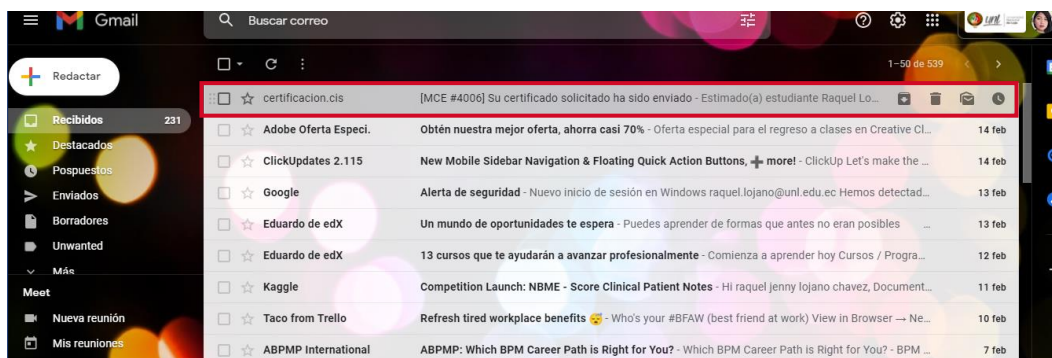 Gmail
Buscar correo
unl
Redactar
1–50 de 539
certificacion.cis [MCE #4006] Su certificado solicitado ha sido enviado - Estimado(a) estudiante Raquel Lo...
Recibidos 231
Adobe Oferta Especi. Obtén nuestra mejor oferta, ahorra casi 70% - Oferta especial para el regreso a clases en Creative Cl... 14 feb
Destacados
ClickUpdates 2.115 New Mobile Sidebar Navigation & Floating Quick Action Buttons, ➕ more! - ClickUp Let's make the ... 14 feb
Pospuestos
Google Alerta de seguridad - Nuevo inicio de sesión en Windows raquel.lojano@unl.edu.ec Hemos detectad... 13 feb
Enviados
Borradores
Eduardo de edX Un mundo de oportunidades te espera - Puedes aprender de formas que antes no eran posibles ... 13 feb
Unwanted
Eduardo de edX 13 cursos que te ayudarán a avanzar profesionalmente - Comienza a aprender hoy Cursos / Progra... 12 feb
Más
Kaggle Competition Launch: NBME - Score Clinical Patient Notes - Hi raquel jenny lojano chavez, Document... 11 feb
Meet
Nueva reunión
Taco from Trello Refresh tired workplace benefits 😴 - Who's your #BFAW (best friend at work) View in Browser → Ne... 10 feb
Mis reuniones
ABPMP International ABPMP: Which BPM Career Path is Right for You? - Which BPM Career Path is Right for You? - BPM ... 7 feb